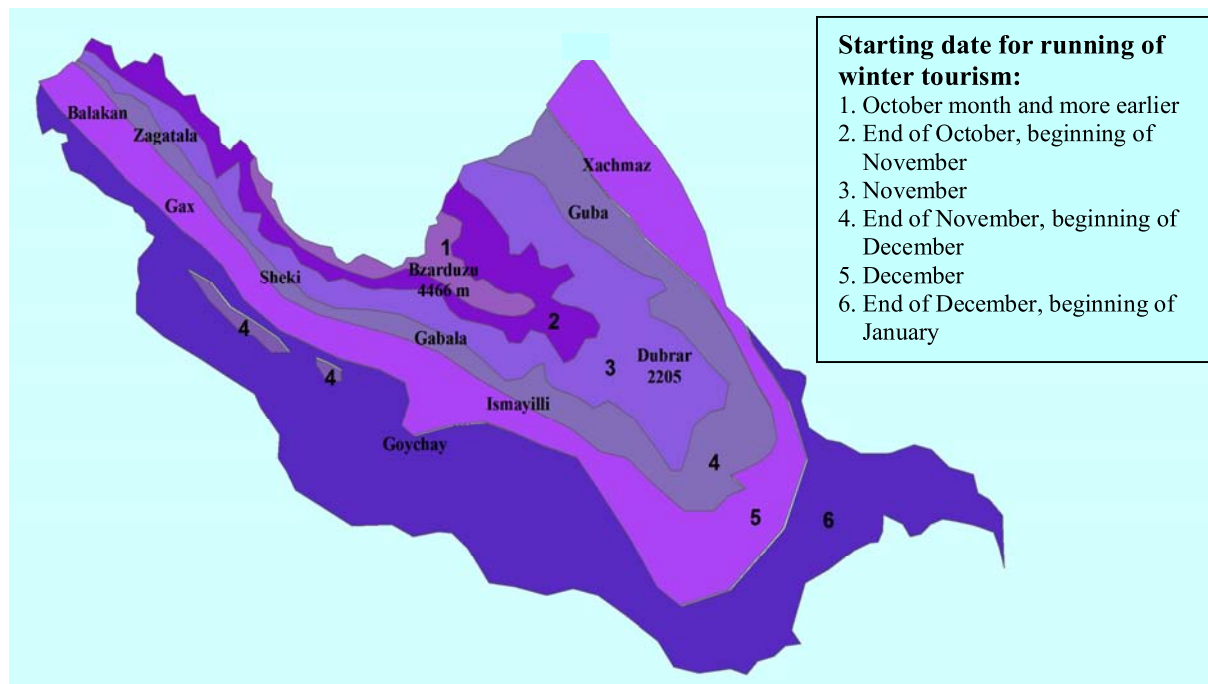 Starting date for running of
winter tourism:
1. October month and more earlier
2. End of October, beginning of
November
3. November
4. End of November, beginning of
December
5. December
6. End of December, beginning of
January
Balakan
Zagatala
Xachmaz
Gax
Guba
1
Bzarduzu
4466 m
Sheki
2
4
Gabala
Dubrar
2205
3
4
Ismayilli
Goychay
4
5
6